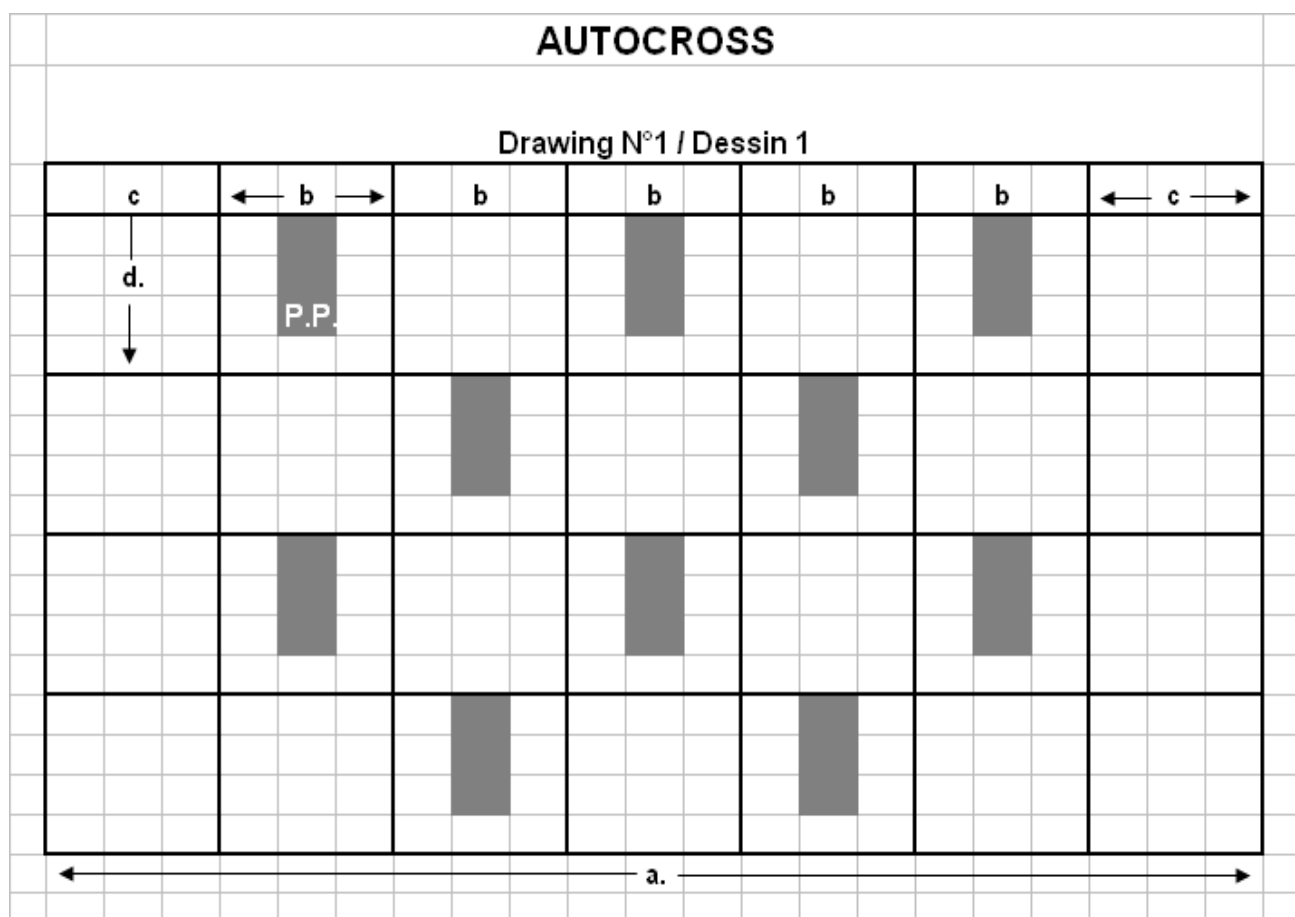 AUTOCROSS
Drawing N°1 / Dessin 1
c b b b b b c
d.
P.P.
a.